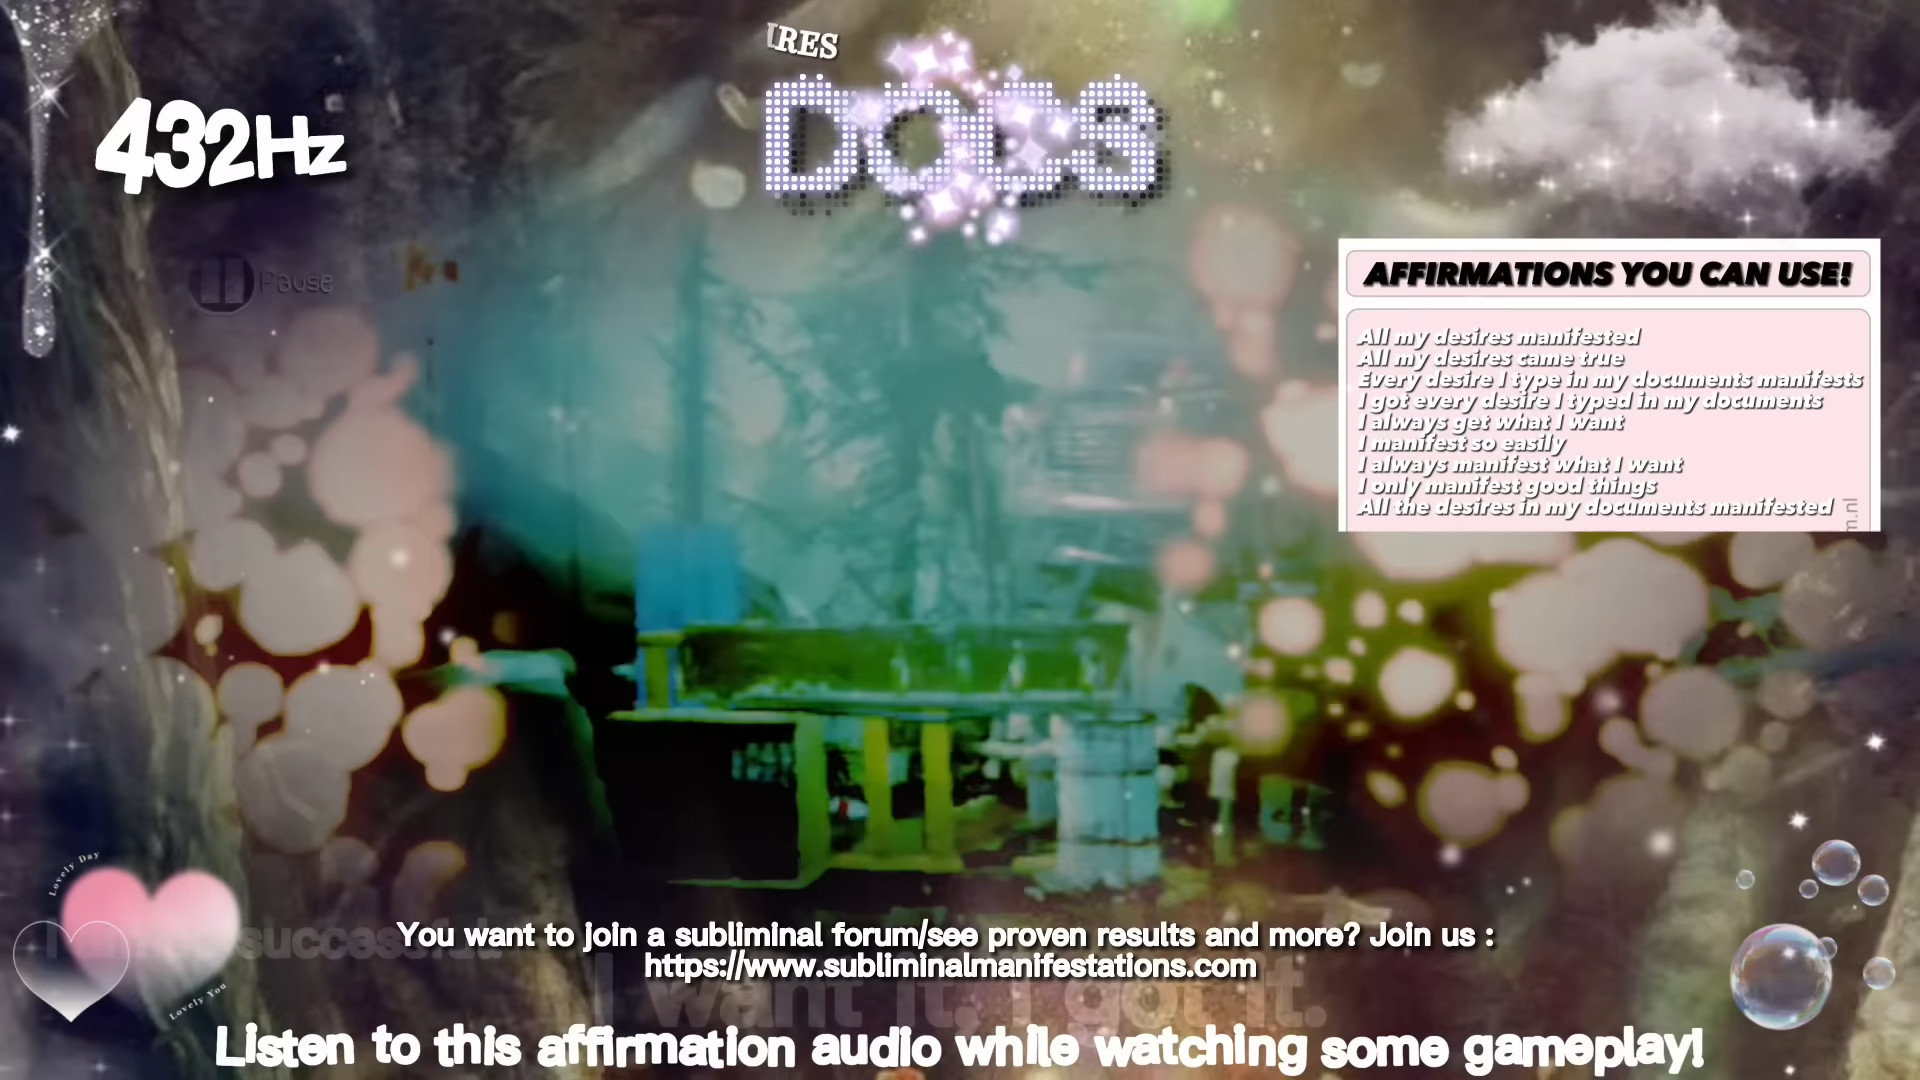 IRES
DOCS
432Hz
Pause
AFFIRMATIONS YOU CAN USE!
All my desires manifested
All my desires came true
Every desire I type in my documents manifests
I got every desire I typed in my documents
I always get what I want
I manifest so easily
I always manifest what I want
I only manifest good things
All the desires in my documents manifested
m.nl
Lovely Day
Lovely You
You want to join a subliminal forum/see proven results and more? Join us :
https://www.subliminalmanifestations.com
I want it, I got it.
Listen to this affirmation audio while watching some gameplay!